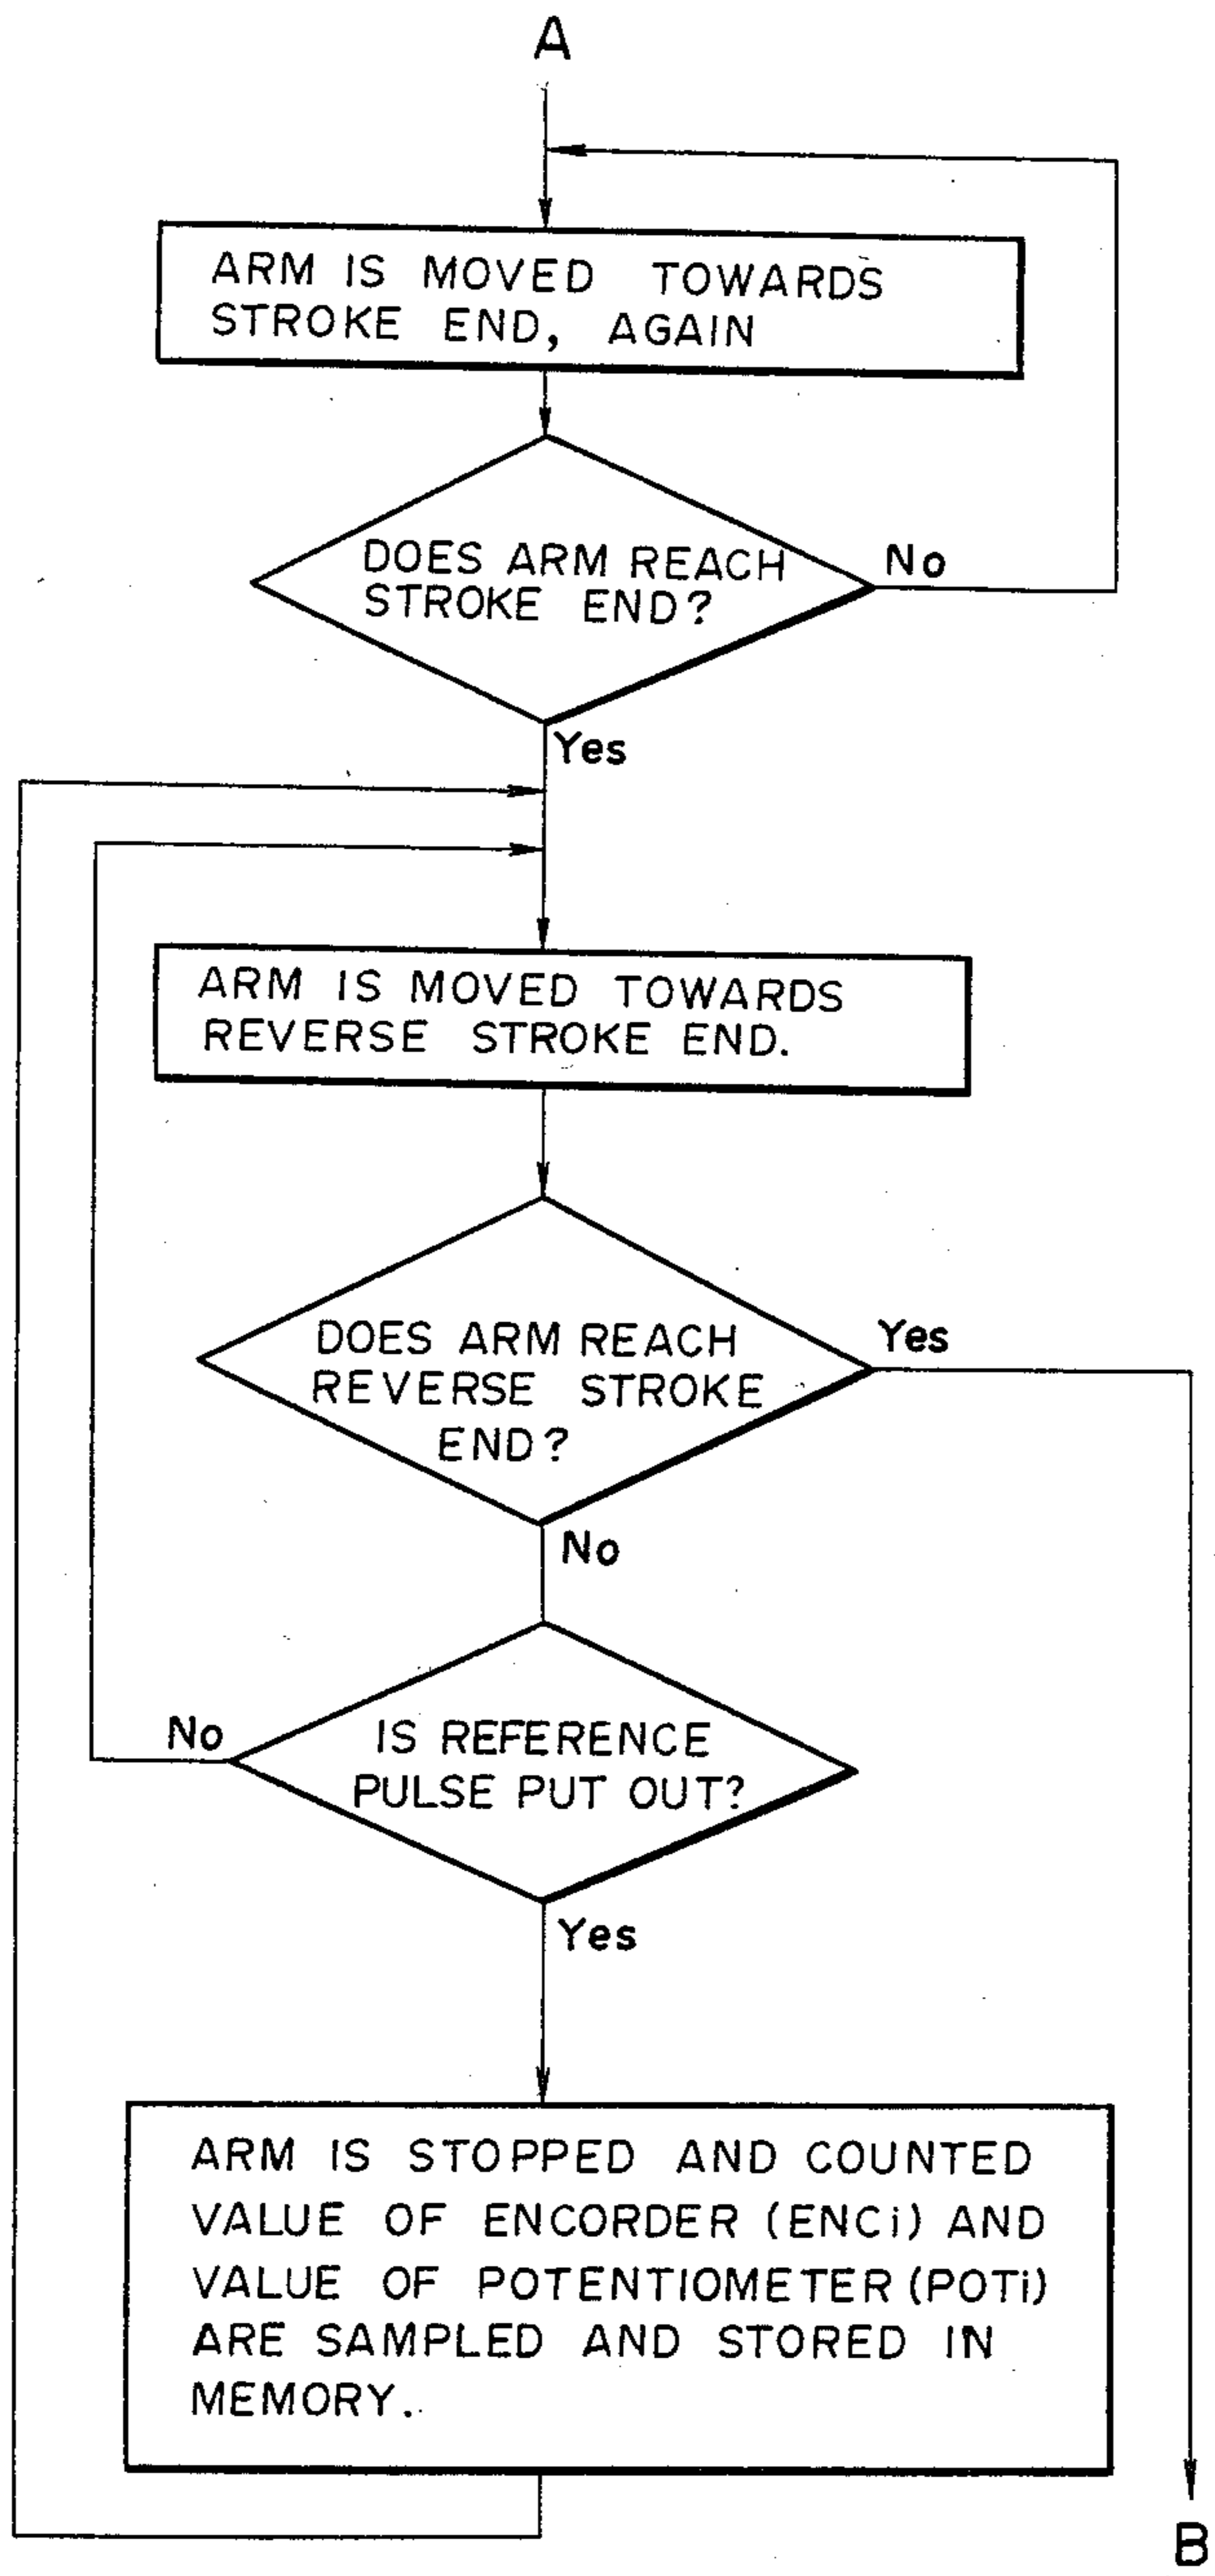 A
ARM IS MOVED TOWARDS
STROKE END, AGAIN
DOES ARM REACH
STROKE END?
No
Yes
ARM IS MOVED TOWARDS
REVERSE STROKE END.
DOES ARM REACH
REVERSE STROKE
END?
Yes
No
IS REFERENCE
PULSE PUT OUT?
No
Yes
ARM IS STOPPED AND COUNTED
VALUE OF ENCORDER (ENCi) AND
VALUE OF POTENTIOMETER (POTi)
ARE SAMPLED AND STORED IN
MEMORY.
B